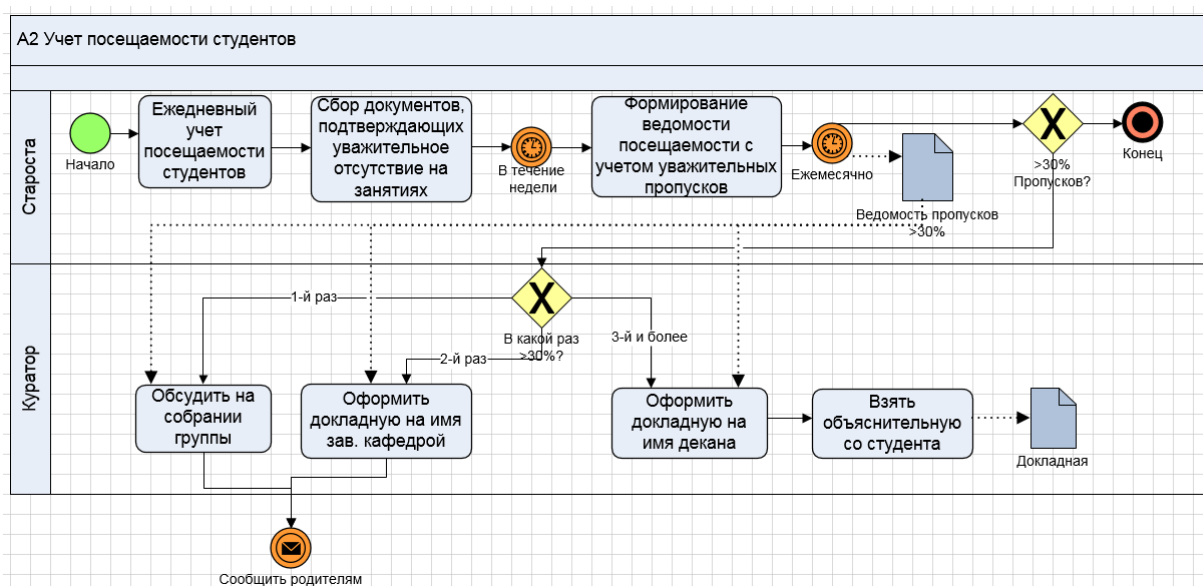 А2 Учет посещаемости студентов
Староста
Начало
Ежедневный
учет
посещаемости
студентов
Сбор документов,
подтверждающих
уважительное
отсутствие на
занятиях
В течение
недели
Формирование
ведомости
посещаемости с
учетом уважительных
пропусков
Ежемесячно
Ведомость пропусков
>30%
>30%
Пропусков?
Конец
Куратор
1-й раз
В какой раз
>30%?
2-й раз
3-й и более
Обсудить на
собрании
группы
Оформить
докладную на имя
зав. кафедрой
Оформить
докладную на
имя декана
Взять
объяснительную
со студента
Докладная
Сообщить родителям